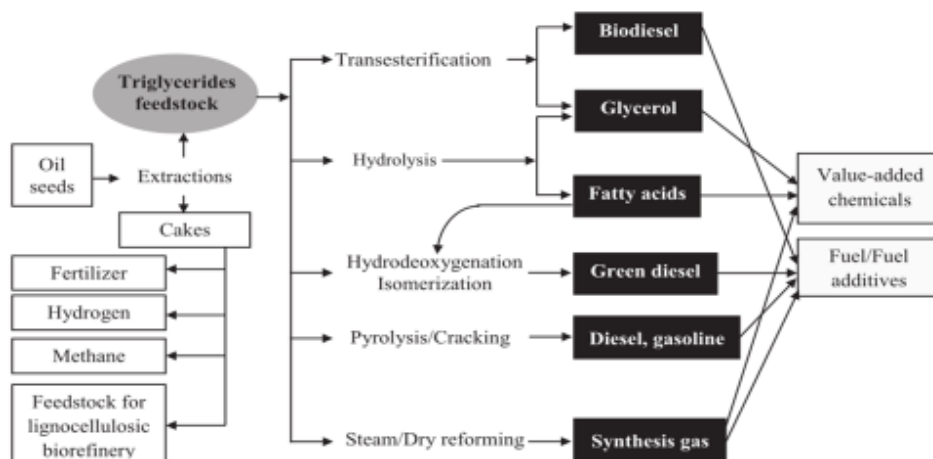 Biodiesel
Triglycerides
feedstock
Transesterification
Glycerol
Oil
seeds
Extractions
Hydrolysis
Fatty acids
Value-added
chemicals
Cakes
Fertilizer
Hydrodeoxygenation
Isomerization
Green diesel
Fuel/Fuel
additives
Hydrogen
Pyrolysis/Cracking
Diesel, gasoline
Methane
Feedstock for
lignocellulosic
biorefinery
Steam/Dry reforming
Synthesis gas